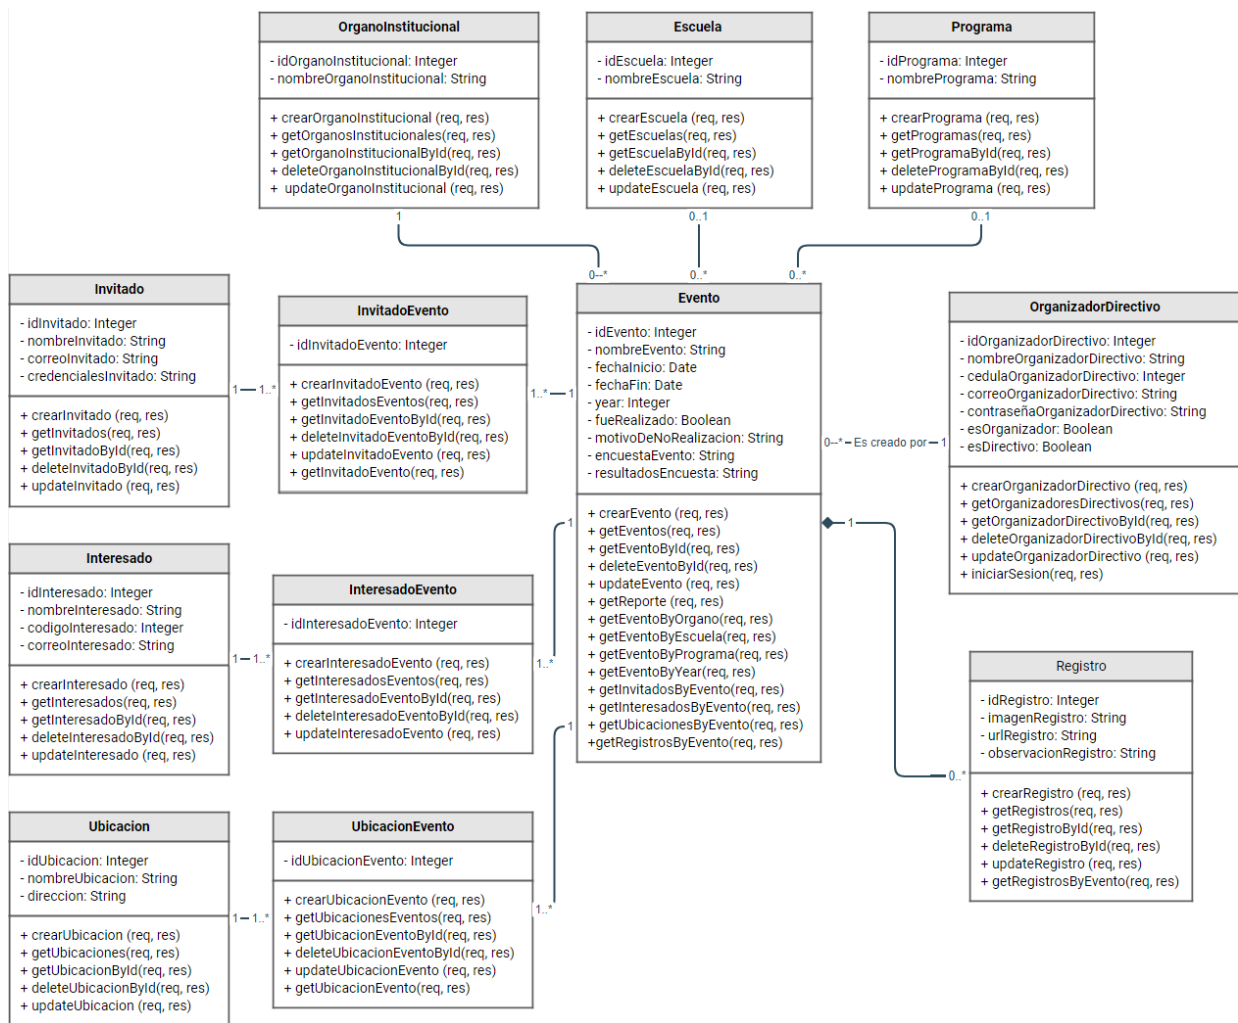 OrganoInstitucional
- idOrganoInstitucional: Integer
- nombreOrganoInstitucional: String
+ crearOrganoInstitucional (req, res)
+ getOrganosInstitucionales(req, res)
+ getOrganoInstitucionalById(req, res)
+ deleteOrganoInstitucionalById(req, res)
+ updateOrganoInstitucional (req, res)
1
0--*
Escuela
- idEscuela: Integer
- nombreEscuela: String
+ crearEscuela (req, res)
+ getEscuelas(req, res)
+ getEscuelaById(req, res)
+ deleteEscuelaById(req, res)
+ updateEscuela (req, res)
0..1
0..*
Programa
- idPrograma: Integer
- nombrePrograma: String
+ crearPrograma (req, res)
+ getProgramas(req, res)
+ getProgramaById(req, res)
+ deleteProgramaById(req, res)
+ updatePrograma (req, res)
0..1
0..*
Invitado
- idInvitado: Integer
- nombreInvitado: String
- correoInvitado: String
- credencialesInvitado: String
+ crearInvitado (req, res)
+ getInvitados(req, res)
+ getInvitadoById(req, res)
+ deleteInvitadoById(req, res)
+ updateInvitado (req, res)
1
1..*
InvitadoEvento
- idInvitadoEvento: Integer
+ crearInvitadoEvento (req, res)
+ getInvitadosEventos(req, res)
+ getInvitadoEventoById(req, res)
+ deleteInvitadoEventoById(req, res)
+ updateInvitadoEvento (req, res)
+ getInvitadoEvento(req, res)
1..*
1
Evento
- idEvento: Integer
- nombreEvento: String
- fechaInicio: Date
- fechaFin: Date
- year: Integer
- fueRealizado: Boolean
- motivoDeNoRealizacion: String
- encuestaEvento: String
- resultadosEncuesta: String
+ crearEvento (req, res)
+ getEventos(req, res)
+ getEventoById(req, res)
+ deleteEventoById(req, res)
+ updateEvento (req, res)
+ getReporte (req, res)
+ getEventoByOrgano(req, res)
+ getEventoByEscuela(req, res)
+ getEventoByPrograma(req, res)
+ getEventoByYear(req, res)
+ getInvitadosByEvento(req, res)
+ getInteresadosByEvento(req, res)
+ getUbicacionesByEvento(req, res)
+getRegistrosByEvento(req, res)
0--*
Es creado por
1
OrganizadorDirectivo
- idOrganizadorDirectivo: Integer
- nombreOrganizadorDirectivo: String
- cedulaOrganizadorDirectivo: Integer
- correoOrganizadorDirectivo: String
- contraseñaOrganizadorDirectivo: String
- esOrganizador: Boolean
- esDirectivo: Boolean
+ crearOrganizadorDirectivo (req, res)
+ getOrganizadoresDirectivos(req, res)
+ getOrganizadorDirectivoById(req, res)
+ deleteOrganizadorDirectivoById(req, res)
+ updateOrganizadorDirectivo (req, res)
+ iniciarSesion(req, res)
Interesado
- idInteresado: Integer
- nombreInteresado: String
- codigoInteresado: Integer
- correoInteresado: String
+ crearInteresado (req, res)
+ getInteresados(req, res)
+ getInteresadoById(req, res)
+ deleteInteresadoById(req, res)
+ updateInteresado (req, res)
1
1..*
InteresadoEvento
- idInteresadoEvento: Integer
+ crearInteresadoEvento (req, res)
+ getInteresadosEventos(req, res)
+ getInteresadoEventoById(req, res)
+ deleteInteresadoEventoById(req, res)
+ updateInteresadoEvento (req, res)
1..*
1
1
0..*
Registro
- idRegistro: Integer
- imagenRegistro: String
- urlRegistro: String
- observacionRegistro: String
+ crearRegistro (req, res)
+ getRegistros(req, res)
+ getRegistroById(req, res)
+ deleteRegistroById(req, res)
+ updateRegistro (req, res)
+ getRegistrosByEvento(req, res)
Ubicacion
- idUbicacion: Integer
- nombreUbicacion: String
- direccion: String
+ crearUbicacion (req, res)
+ getUbicaciones(req, res)
+ getUbicacionById(req, res)
+ deleteUbicacionById(req, res)
+ updateUbicacion (req, res)
1
1..*
UbicacionEvento
- idUbicacionEvento: Integer
+ crearUbicacionEvento (req, res)
+ getUbicacionesEventos(req, res)
+ getUbicacionEventoById(req, res)
+ deleteUbicacionEventoById(req, res)
+ updateUbicacionEvento (req, res)
+ getUbicacionEvento(req, res)
1..*
1